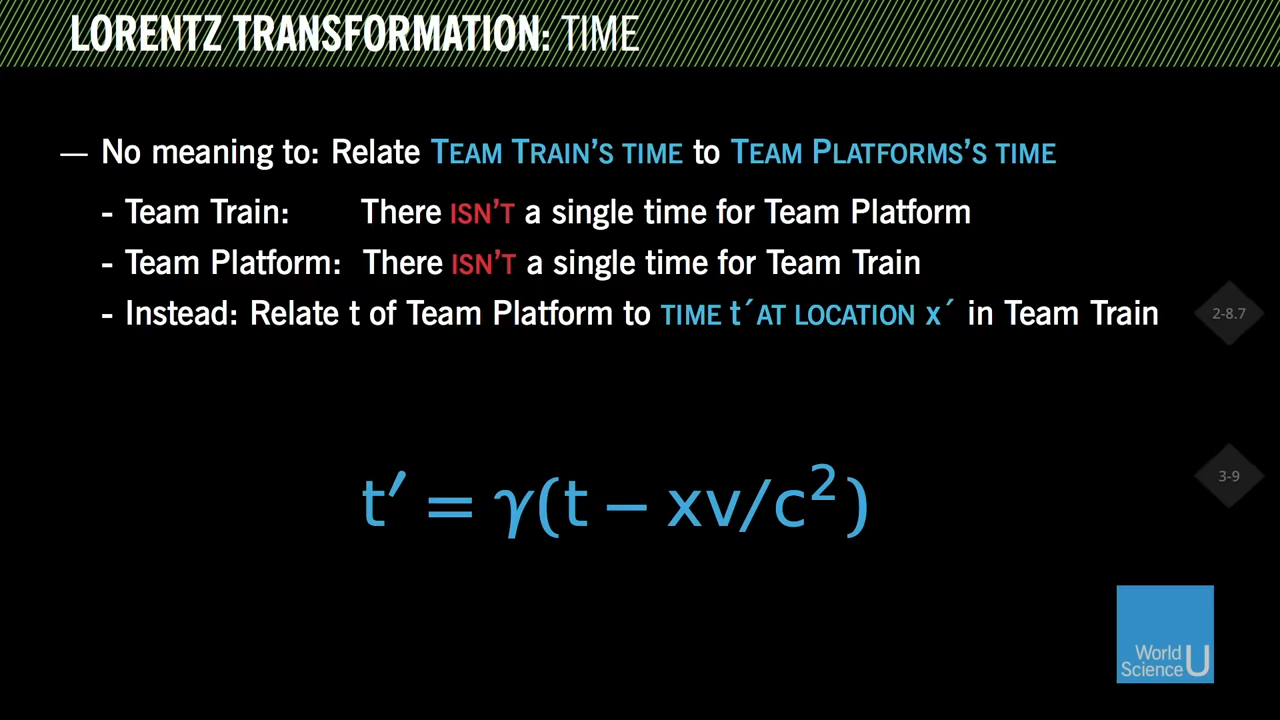 LORENTZ TRANSFORMATION: TIME
— No meaning to: Relate TEAM TRAIN'S TIME to TEAM PLATFORMS'S TIME
- Team Train: There ISN'T a single time for Team Platform
- Team Platform: There ISN'T a single time for Team Train
- Instead: Relate t of Team Platform to TIME t´ AT LOCATION x´ in Team Train
2-8.7
t′ = γ(t – xv/c²)
3-9
World
Science U